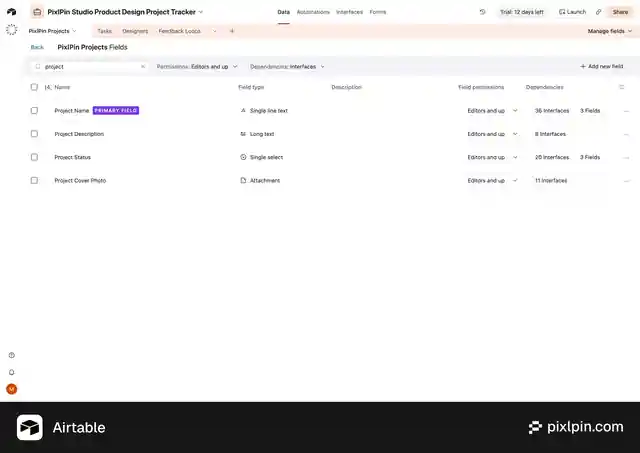 PixlPin Studio Product Design Project Tracker
Data Automations Interfaces Forms
Trial: 12 days left Launch Share
PixlPin Projects Tasks Designers Feedback Manage fields
Back PixlPin Projects Fields
project Permissions: Editors and up Dependencies: Interfaces Add new field
Name Field type Description Field permissions Dependencies
Project Name PRIMARY FIELD Single line text Editors and up 36 Interfaces 3 Fields
Project Description Long text Editors and up 8 Interfaces
Project Status Single select Editors and up 20 Interfaces 3 Fields
Project Cover Photo Attachment Editors and up 11 Interfaces
M
Airtable
pixlpin.com